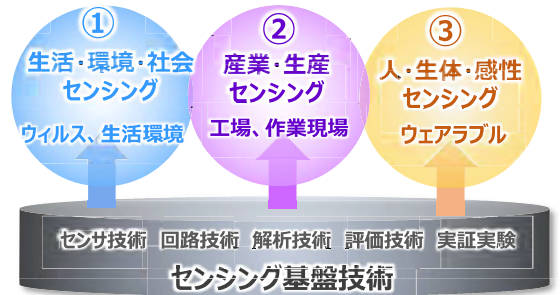 ①
生活・環境・社会
センシング
ウィルス、生活環境
②
産業・生産
センシング
工場、作業現場
③
人・生体・感性
センシング
ウェアラブル
センサ技術 回路技術 解析技術 評価技術 実証実験
センシング基盤技術